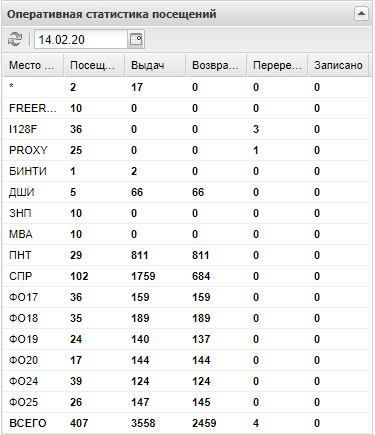 Оперативная статистика посещений
14.02.20
Место ... Посещ... Выдач Возвра... Перере... Записано
* 2 17 0 0 0
FREER... 10 0 0 0 0
I128F 36 0 0 3 0
PROXY 25 0 0 1 0
БИНТИ 1 2 0 0 0
ДШИ 5 66 66 0 0
ЗНП 10 0 0 0 0
МВА 10 0 0 0 0
ПНТ 29 811 811 0 0
СПР 102 1759 684 0 0
ФО17 36 159 159 0 0
ФО18 35 189 189 0 0
ФО19 24 140 137 0 0
ФО20 17 144 144 0 0
ФО24 39 124 124 0 0
ФО25 26 147 145 0 0
ВСЕГО 407 3558 2459 4 0